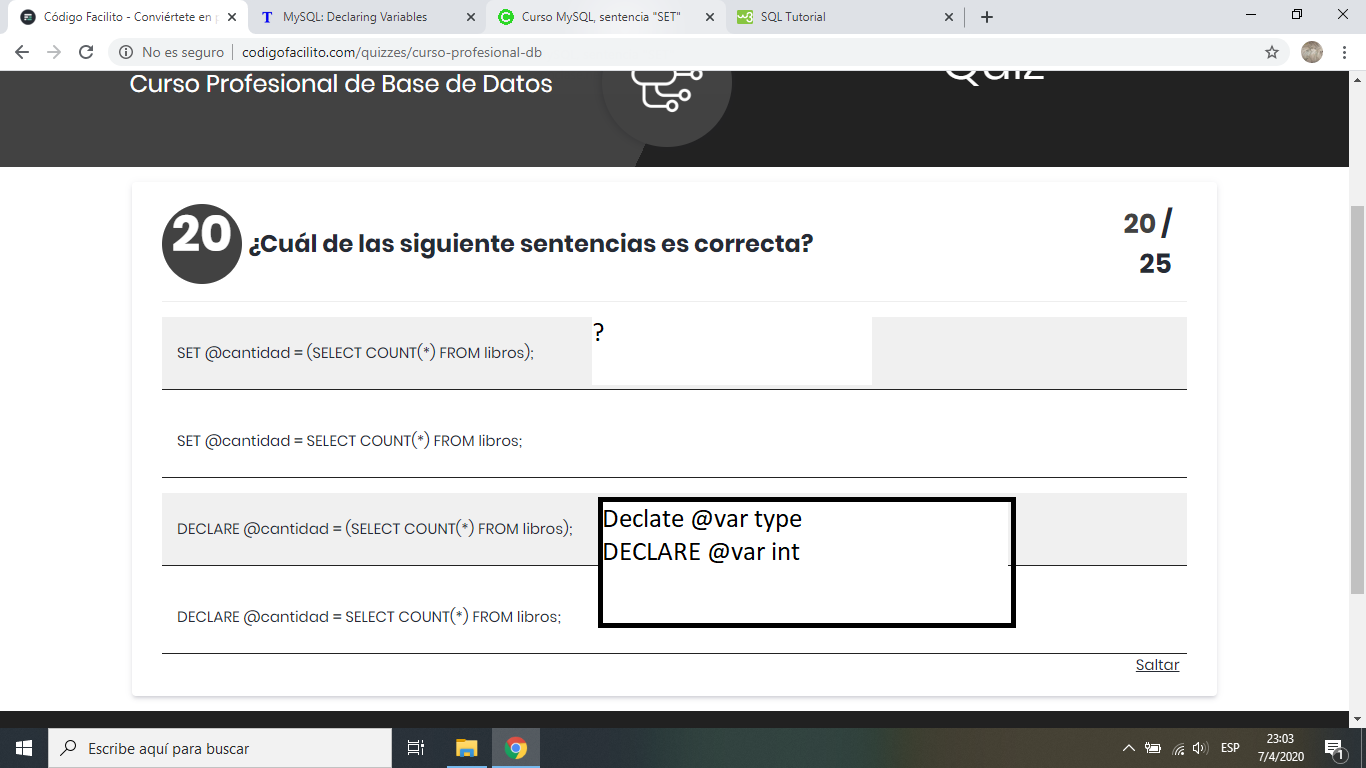 Código Facilito - Conviértete en p
MySQL: Declaring Variables
Curso MySQL, sentencia "SET"
SQL Tutorial
No es seguro
codigofacilito.com/quizzes/curso-profesional-db
Curso Profesional de Base de Datos
Quiz
20
¿Cuál de las siguiente sentencias es correcta?
20 /
25
SET @cantidad = (SELECT COUNT(*) FROM libros);
?
SET @cantidad = SELECT COUNT(*) FROM libros;
DECLARE @cantidad = (SELECT COUNT(*) FROM libros);
Declate @var type
DECLARE @var int
DECLARE @cantidad = SELECT COUNT(*) FROM libros;
Saltar
Escribe aquí para buscar
ESP
23:03
7/4/2020
1